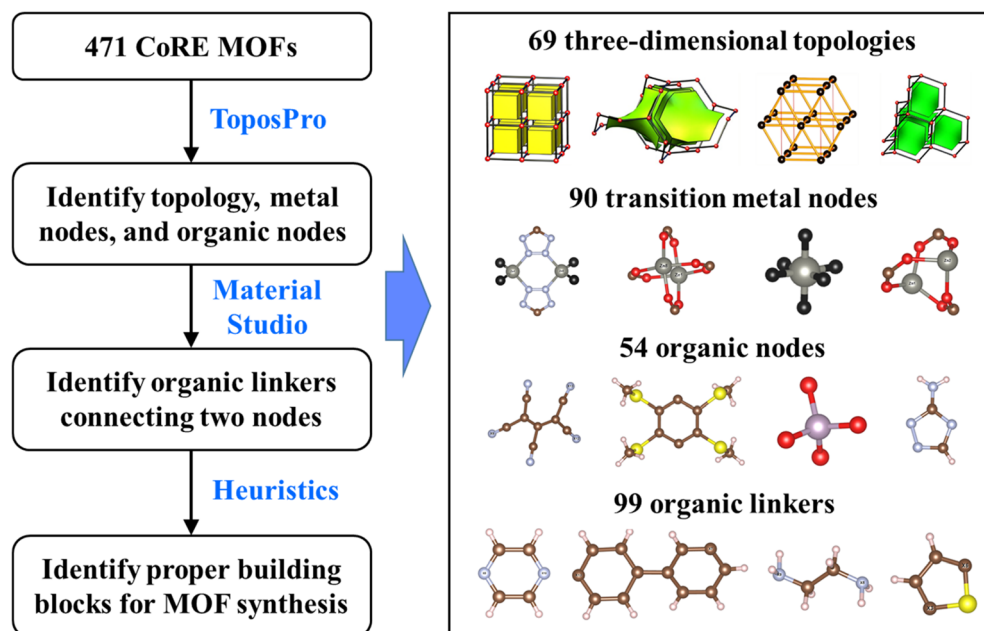 471 CoRE MOFs
ToposPro
Identify topology, metal
nodes, and organic nodes
Material
Studio
Identify organic linkers
connecting two nodes
Heuristics
Identify proper building
blocks for MOF synthesis
69 three-dimensional topologies
90 transition metal nodes
54 organic nodes
99 organic linkers